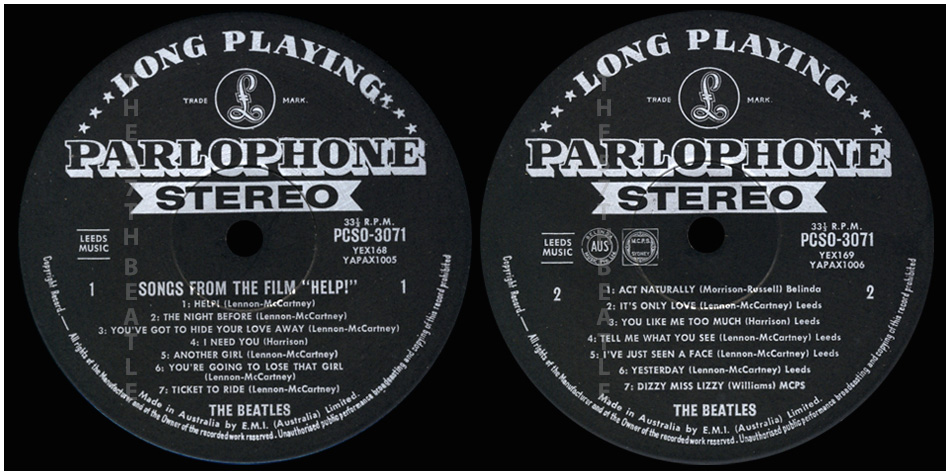 LONG PLAYING
TRADE MARK.
£
PARLOPHONE
STEREO
33⅓ R.P.M.
PCSO-3071
LEEDS
MUSIC
YEX168
YAPAX1005
1 SONGS FROM THE FILM "HELP!" 1
1: HELP! (Lennon-McCartney)
2: THE NIGHT BEFORE (Lennon-McCartney)
3: YOU'VE GOT TO HIDE YOUR LOVE AWAY (Lennon-McCartney)
4: I NEED YOU (Harrison)
5: ANOTHER GIRL (Lennon-McCartney)
6: YOU'RE GOING TO LOSE THAT GIRL
(Lennon-McCartney)
7: TICKET TO RIDE (Lennon-McCartney)
THE BEATLES
Made in Australia by E.M.I. (Australia) Limited.
Copyright Record.— All rights of the Manufacturer and of the Owner of the recorded work reserved. Unauthorised public performance broadcasting and copying of this record prohibited
LONG PLAYING
TRADE MARK.
£
PARLOPHONE
STEREO
33⅓ R.P.M.
PCSO-3071
LEEDS
MUSIC
AUS
M.C.P.S.
SYDNEY
YEX169
YAPAX1006
2 2
1: ACT NATURALLY (Morrison-Russell) Belinda
2: IT'S ONLY LOVE (Lennon-McCartney) Leeds
3: YOU LIKE ME TOO MUCH (Harrison) Leeds
4: TELL ME WHAT YOU SEE (Lennon-McCartney) Leeds
5: I'VE JUST SEEN A FACE (Lennon-McCartney) Leeds
6: YESTERDAY (Lennon-McCartney) Leeds
7: DIZZY MISS LIZZY (Williams) MCPS
THE BEATLES
Made in Australia by E.M.I. (Australia) Limited.
Copyright Record.— All rights of the Manufacturer and of the Owner of the recorded work reserved. Unauthorised public performance broadcasting and copying of this record prohibited